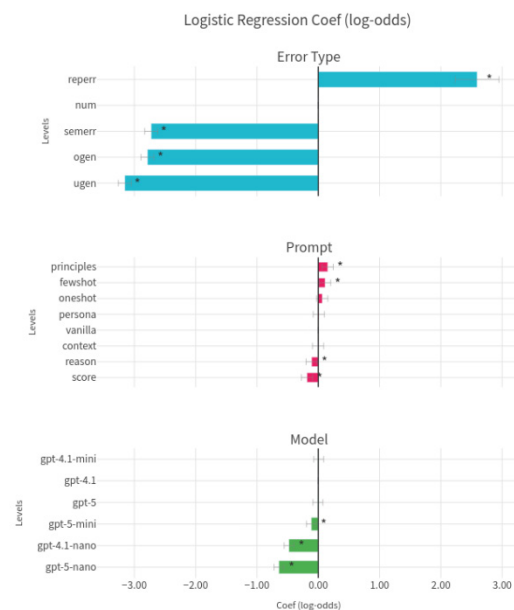 Logistic Regression Coef (log-odds)
Error Type
reperr
num
semerr
ogen
ugen
Levels
*
*
*
*
Prompt
principles
fewshot
oneshot
persona
vanilla
context
reason
score
Levels
*
*
*
*
Model
gpt-4.1-mini
gpt-4.1
gpt-5
gpt-5-mini
gpt-4.1-nano
gpt-5-nano
Levels
*
*
*
−3.00 −2.00 −1.00 0.00 1.00 2.00 3.00
Coef (log-odds)